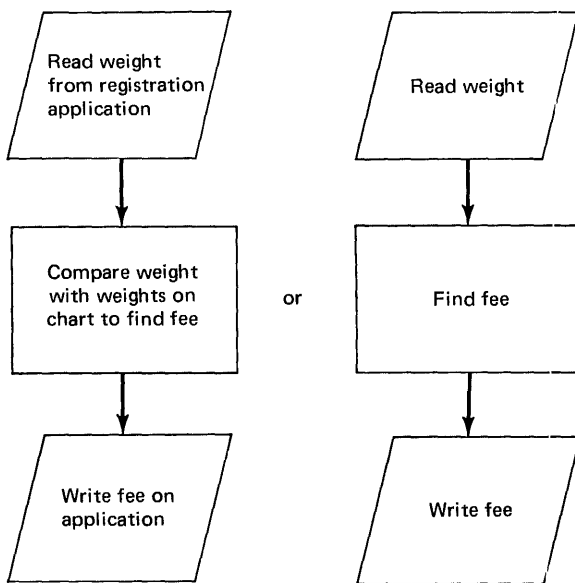 Read weight
from registration
application
Read weight
Compare weight
with weights on
chart to find fee
or
Find fee
Write fee on
application
Write fee